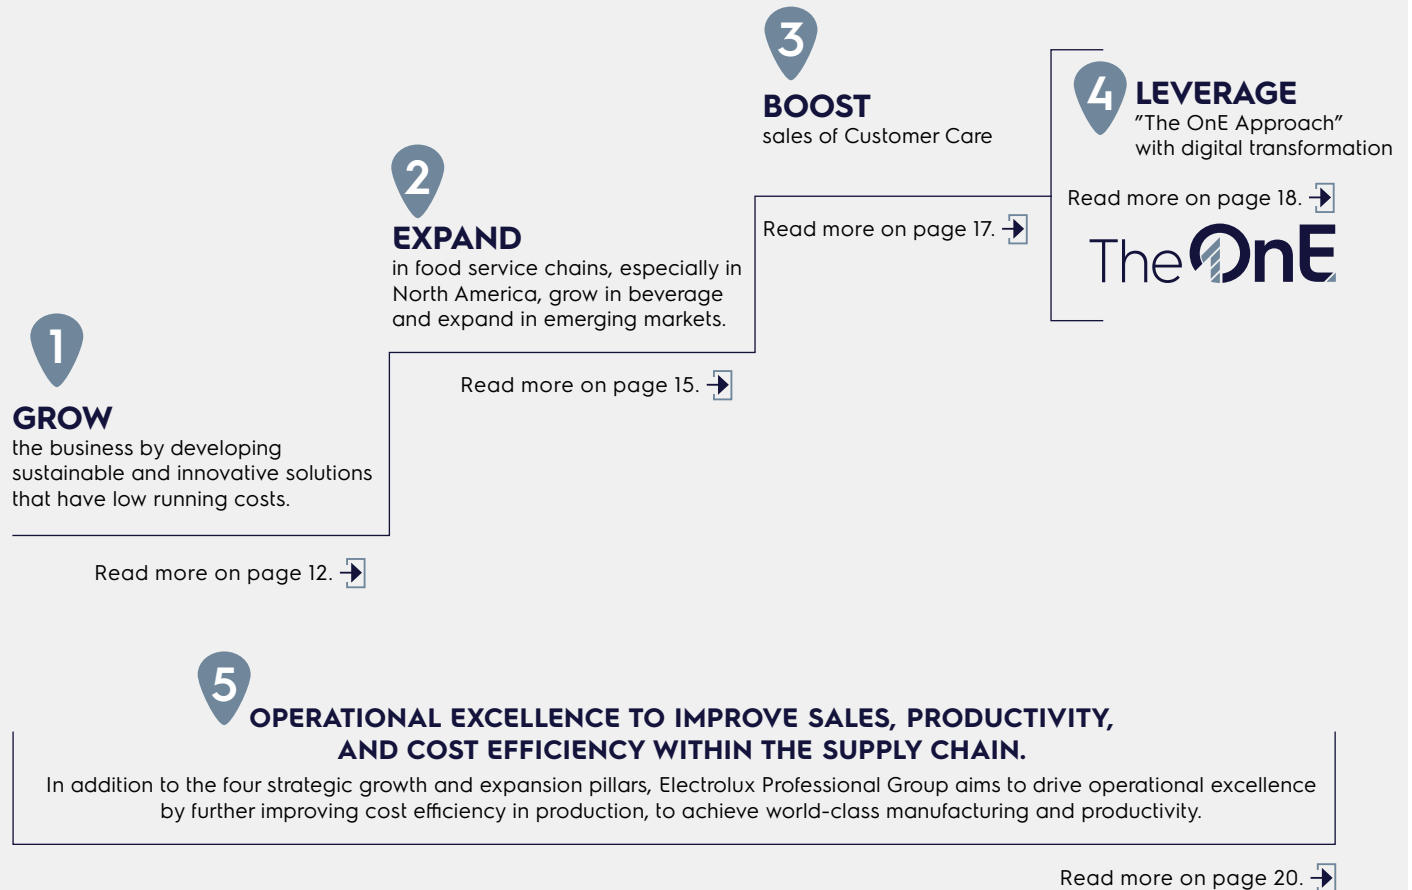 1
GROW
the business by developing
sustainable and innovative solutions
that have low running costs.
Read more on page 12.
2
EXPAND
in food service chains, especially in
North America, grow in beverage
and expand in emerging markets.
Read more on page 15.
3
BOOST
sales of Customer Care
Read more on page 17.
4
LEVERAGE
”The OnE Approach”
with digital transformation
Read more on page 18.
The OnE
5
OPERATIONAL EXCELLENCE TO IMPROVE SALES, PRODUCTIVITY,
AND COST EFFICIENCY WITHIN THE SUPPLY CHAIN.
In addition to the four strategic growth and expansion pillars, Electrolux Professional Group aims to drive operational excellence
by further improving cost efficiency in production, to achieve world-class manufacturing and productivity.
Read more on page 20.